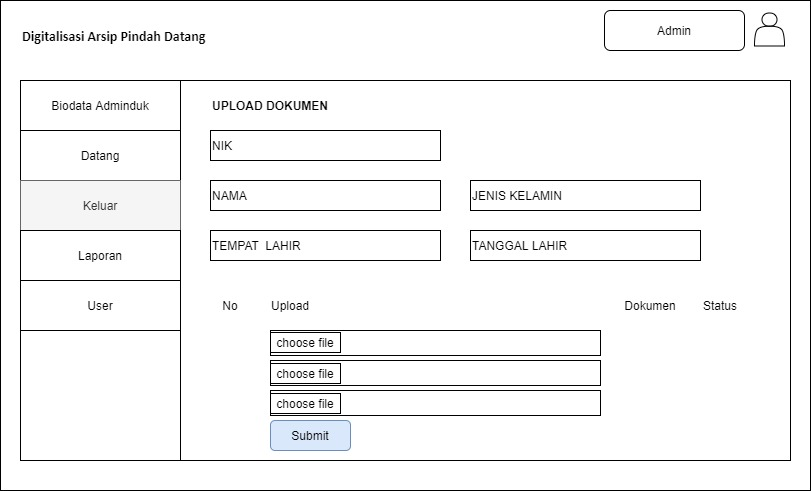 Digitalisasi Arsip Pindah Datang
Admin
Biodata Adminduk
Datang
Keluar
Laporan
User
UPLOAD DOKUMEN
NIK
NAMA
JENIS KELAMIN
TEMPAT LAHIR
TANGGAL LAHIR
No Upload Dokumen Status
choose file
choose file
choose file
Submit